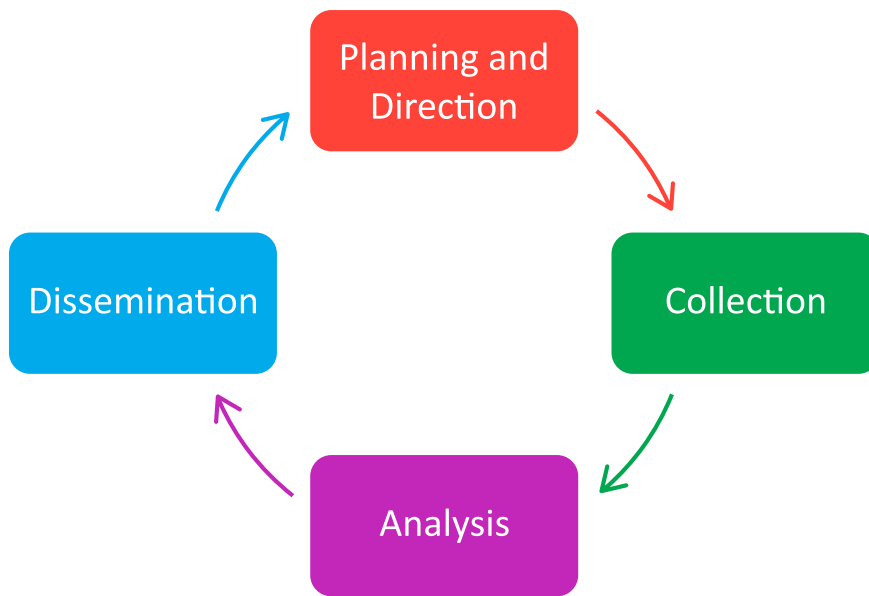 Planning and
Direction
Collection
Analysis
Dissemination